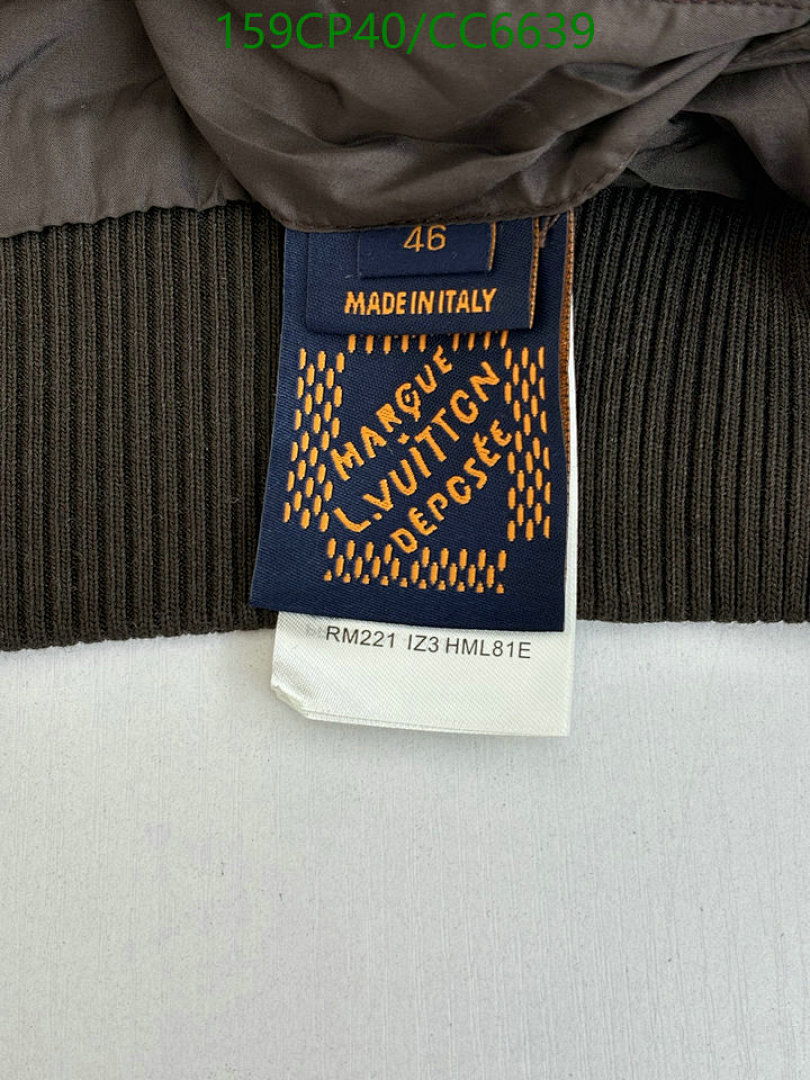 159CP40/CC6639
46
MADE IN ITALY
MARQUE
L.VUITTON
DÉPOSÉE
RM221 IZ3 HML81E